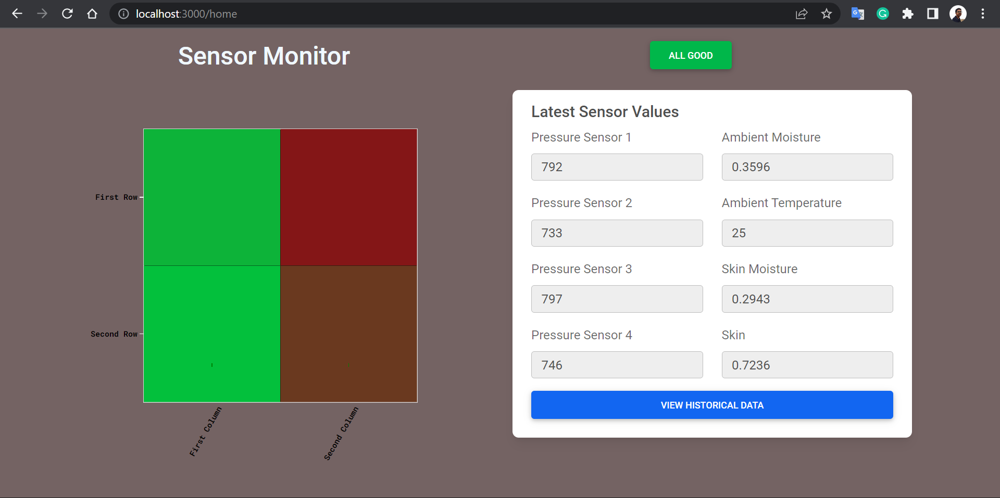 localhost:3000/home
Sensor Monitor
ALL GOOD
First Row
Second Row
First Column
Second Column
Latest Sensor Values
Pressure Sensor 1
792
Ambient Moisture
0.3596
Pressure Sensor 2
733
Ambient Temperature
25
Pressure Sensor 3
797
Skin Moisture
0.2943
Pressure Sensor 4
746
Skin
0.7236
VIEW HISTORICAL DATA